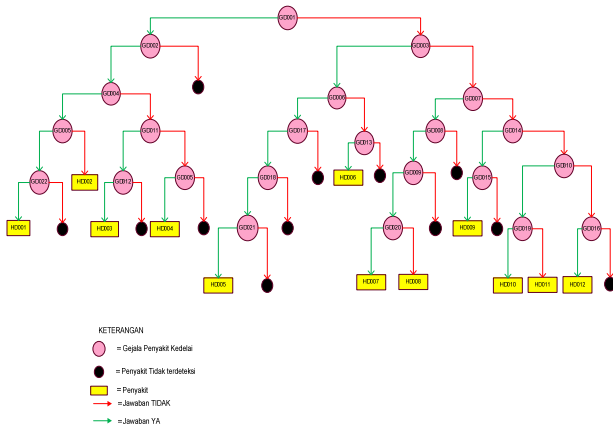 GD001
GD002
GD003
GD004
GD006
GD007
GD005
GD011
GD017
GD013
GD008
GD014
GD022
HD002
GD012
GD005
GD018
HD006
GD009
GD015
GD010
HD001
HD003
HD004
GD021
GD020
HD009
GD019
GD016
HD005
HD007
HD008
HD010
HD011
HD012
KETERANGAN
= Gejala Penyakit Kedelai
= Penyakit Tidak terdeteksi
= Penyakit
= Jawaban TIDAK
= Jawaban YA